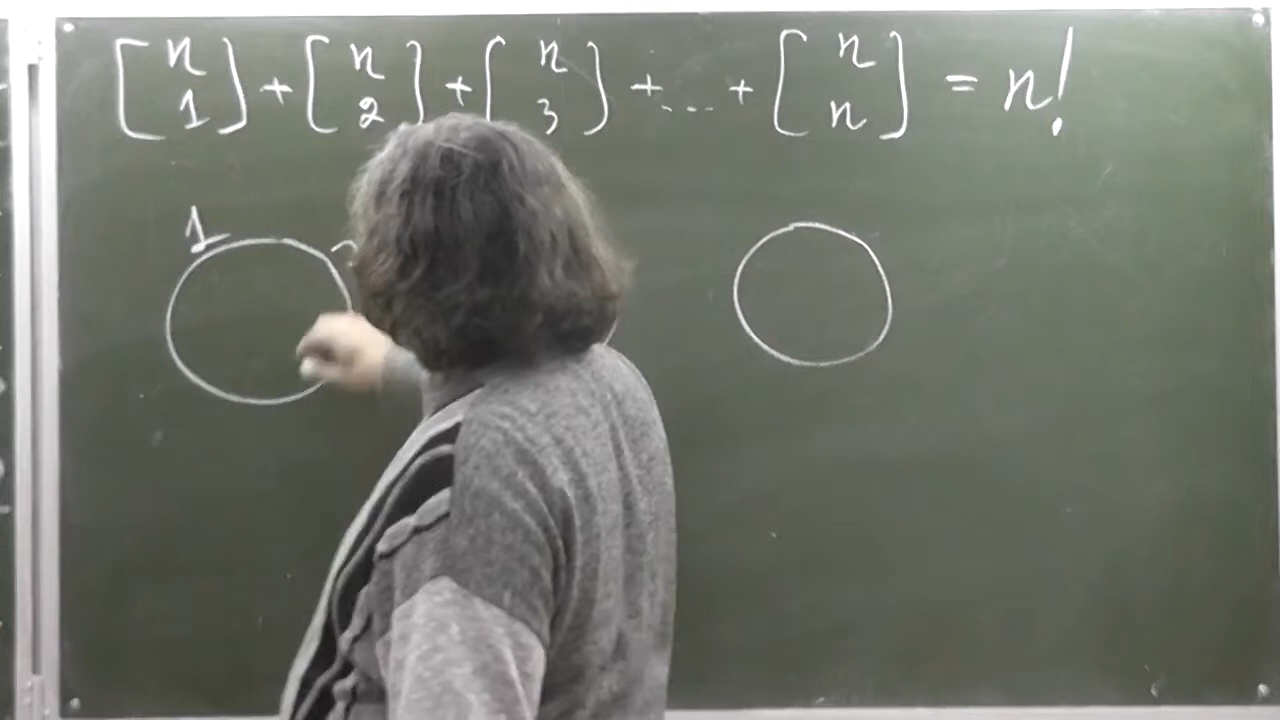 [n 1] + [n 2] + [n 3] + ... + [n n] = n!
1